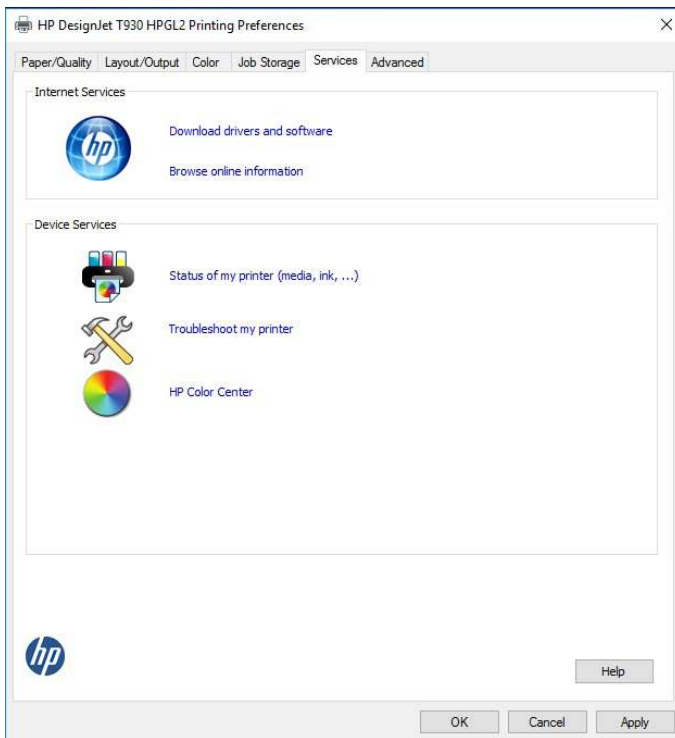 HP DesignJet T930 HPGL2 Printing Preferences
Paper/Quality Layout/Output Color Job Storage Services Advanced
Internet Services
hp
Download drivers and software
Browse online information
Device Services
Status of my printer (media, ink, ...)
Troubleshoot my printer
HP Color Center
hp
Help
OK Cancel Apply